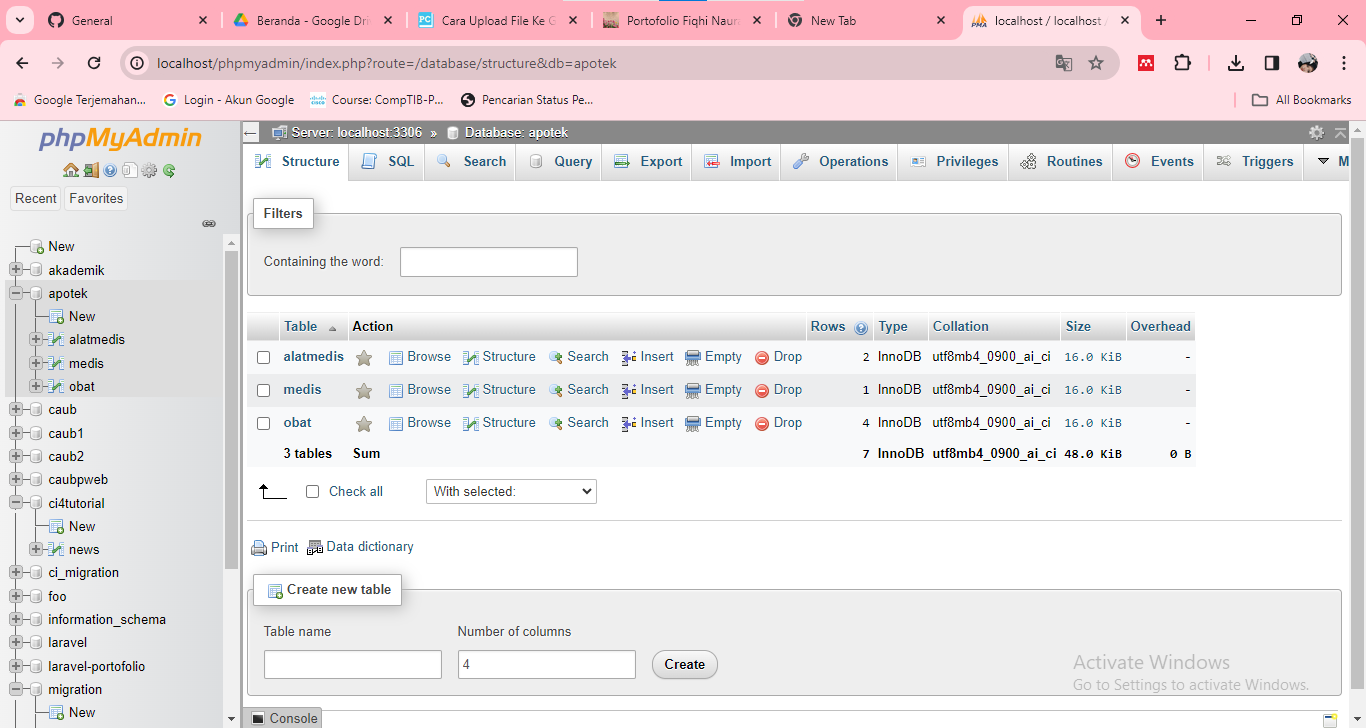 General
Beranda - Google Dri
Cara Upload File Ke G
Portofolio Fiqhi Naura
New Tab
localhost / localhost /
localhost/phpmyadmin/index.php?route=/database/structure&db=apotek
Google Terjemahan...
Login - Akun Google
Course: CompTIB-P...
Pencarian Status Pe...
All Bookmarks
phpMyAdmin
Recent Favorites
New
akademik
apotek
New
alatmedis
medis
obat
caub
caub1
caub2
caubpweb
ci4tutorial
New
news
ci_migration
foo
information_schema
laravel
laravel-portofolio
migration
New
Server: localhost:3306 » Database: apotek
Structure SQL Search Query Export Import Operations Privileges Routines Events Triggers M
Filters
Containing the word:
Table Action Rows Type Collation Size Overhead
alatmedis Browse Structure Search Insert Empty Drop 2 InnoDB utf8mb4_0900_ai_ci 16.0 KiB -
medis Browse Structure Search Insert Empty Drop 1 InnoDB utf8mb4_0900_ai_ci 16.0 KiB -
obat Browse Structure Search Insert Empty Drop 4 InnoDB utf8mb4_0900_ai_ci 16.0 KiB -
3 tables Sum 7 InnoDB utf8mb4_0900_ai_ci 48.0 KiB 0 B
Check all With selected:
Print Data dictionary
Create new table
Table name Number of columns
4 Create
Activate Windows
Go to Settings to activate Windows.
Console